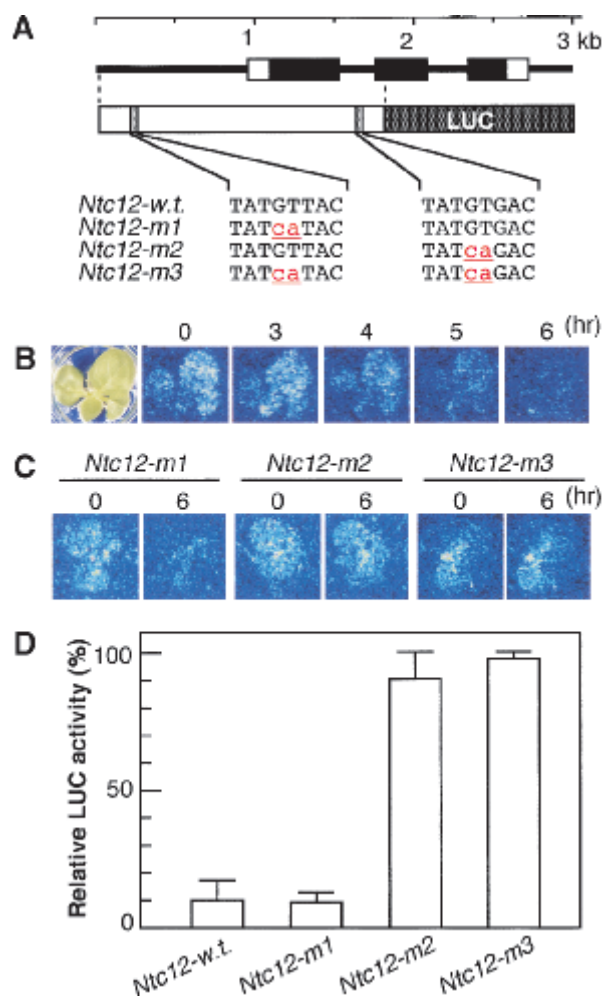 A
1 2 3 kb
LUC
Ntc12-w.t. TATGTTAC TATGTGAC
Ntc12-m1 TATcaTAC TATGTGAC
Ntc12-m2 TATGTTAC TATcaGAC
Ntc12-m3 TATcaTAC TATcaGAC
B 0 3 4 5 6 (hr)
C Ntc12-m1 Ntc12-m2 Ntc12-m3
0 6 0 6 0 6 (hr)
D
Relative LUC activity (%)
100
50
0
Ntc12-w.t. Ntc12-m1 Ntc12-m2 Ntc12-m3